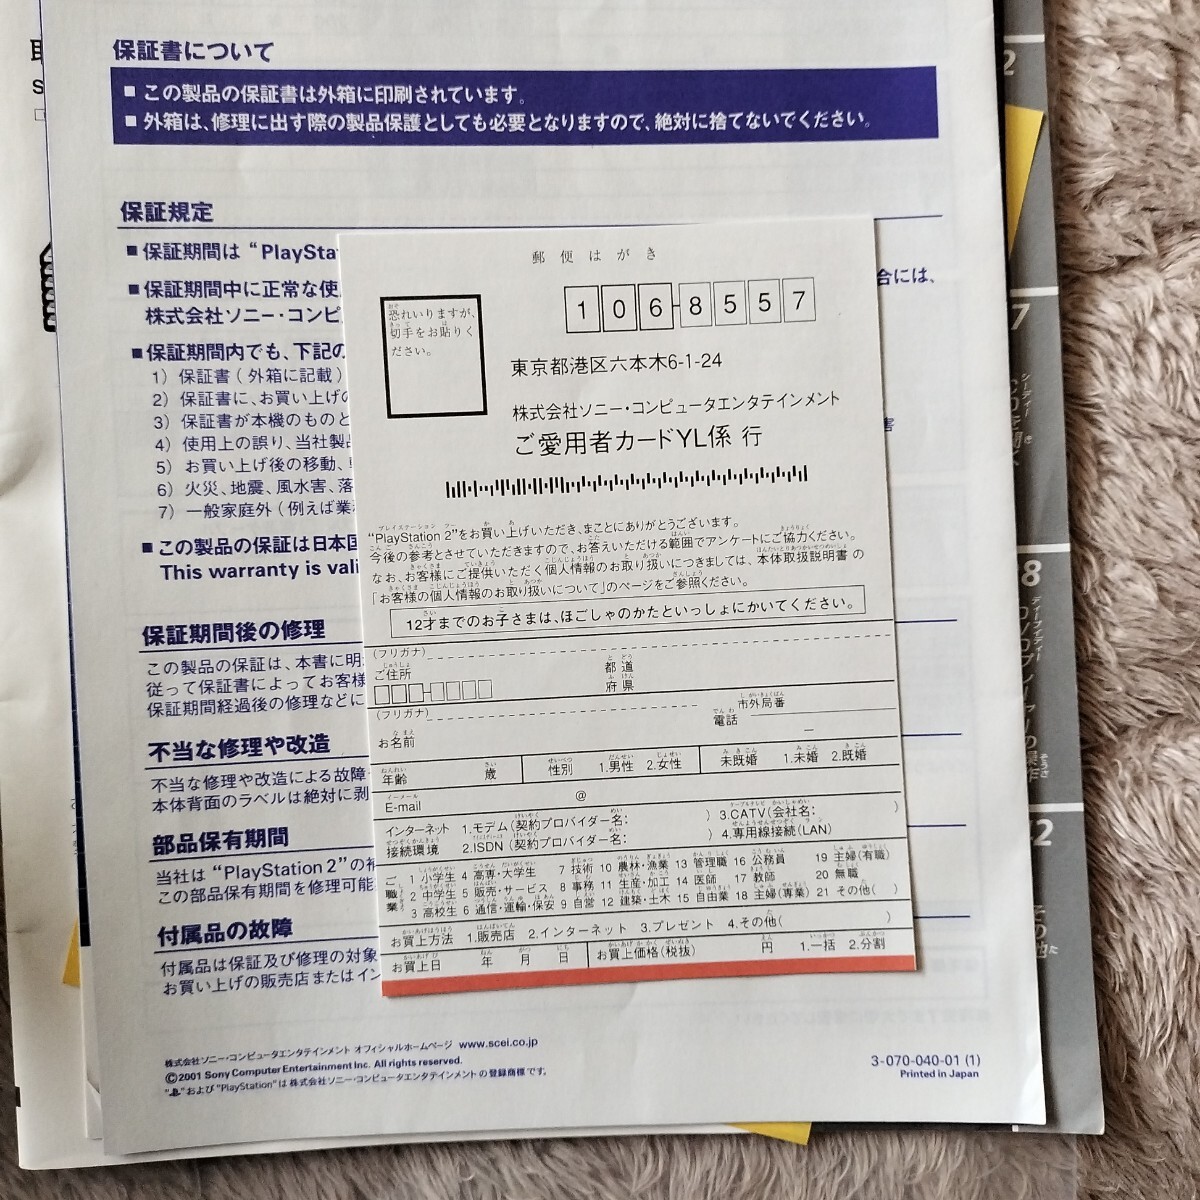 保証書について
■ この製品の保証書は外箱に印刷されています。
■ 外箱は、修理に出す際の製品保護としても必要となりますので、絶対に捨てないでください。
保証規定
■ 保証期間は“PlaySta
■ 保証期間中に正常な使
合には、
株式会社ソニー・コンピ
■ 保証期間内でも、下記の
1）保証書（外箱に記載）
2）保証書に、お買い上げの
3）保証書が本機のものと
4）使用上の誤り、当社製品
5）お買い上げ後の移動、
6）火災、地震、風水害、落
7）一般家庭外（例えば業務
■ この製品の保証は日本国
This warranty is vali
保証期間後の修理
この製品の保証は、本書に明
従って保証書によってお客様
保証期間経過後の修理などに
不当な修理や改造
不当な修理や改造による故障
本体背面のラベルは絶対に剥
部品保有期間
当社は“PlayStation 2”の補
この部品保有期間を修理可能
付属品の故障
付属品は保証及び修理の対象
お買い上げの販売店またはイン
株式会社ソニー・コンピュータエンタテインメント オフィシャルホームページ www.scei.co.jp
©2001 Sony Computer Entertainment Inc. All rights reserved.
および“PlayStation”は株式会社ソニー・コンピュータエンタテインメントの登録商標です。
3-070-040-01 (1)
Printed in Japan
郵便はがき
恐れいりますが、
切手をお貼りく
ださい。
106-8557
東京都港区六本木6-1-24
株式会社ソニー・コンピュータエンタテインメント
ご愛用者カードYL係 行
“PlayStation 2”をお買い上げいただき、まことにありがとうございます。
今後の参考とさせていただきますので、お答えいただける範囲でアンケートにご協力ください。
なお、お客様にご提供いただく個人情報のお取り扱いにつきましては、本体取扱説明書の
「お客様の個人情報のお取り扱いについて」のページをご参照ください。
12才までのお子さまは、ほごしゃのかたといっしょにかいてください。
（フリガナ）
ご住所 都道
府県
（フリガナ） 市外局番
お名前 電話 ―
年齢 歳 性別 1.男性 2.女性 未既婚 1.未婚 2.既婚
E-mail @
インターネット 1.モデム（契約プロバイダー名: ） 3.CATV（会社名: ）
接続環境 2.ISDN（契約プロバイダー名: ） 4.専用線接続（LAN）
ご職業
1 小学生 4 高専・大学生 7 技術 10 農林・漁業 13 管理職 16 公務員 19 主婦（有職）
2 中学生 5 販売・サービス 8 事務 11 生産・加工 14 医師 17 教師 20 無職
3 高校生 6 通信・運輸・保安 9 自営 12 建築・土木 15 自由業 18 主婦（専業） 21 その他（ ）
お買上方法 1.販売店 2.インターネット 3.プレゼント 4.その他（ ）
お買上日 年 月 日 お買上価格（税抜） 円 1.一括 2.分割